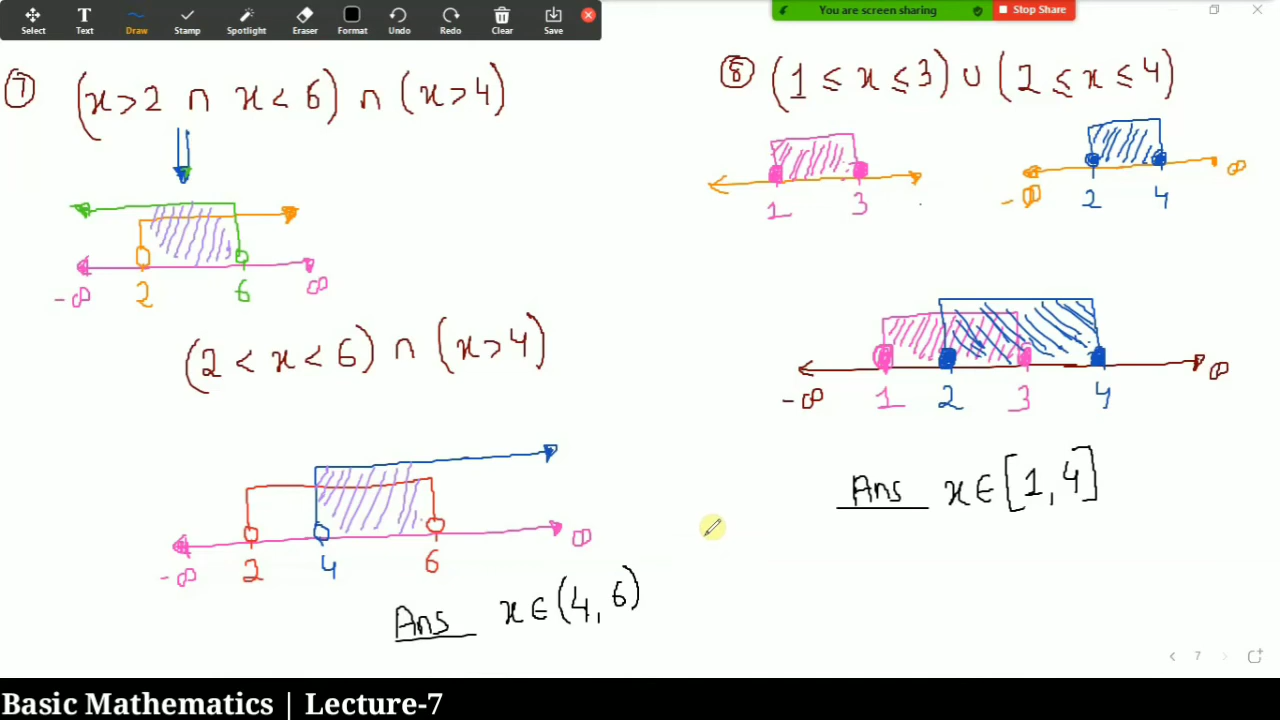 Select Text Draw Stamp Spotlight Eraser Format Undo Redo Clear Save
You are screen sharing Stop Share
⑦ (x>2 ∩ x<6) ∩ (x>4)
-∞ 2 6 ∞
(2 < x < 6) ∩ (x>4)
-∞ 2 4 6 ∞
Ans x∈(4, 6)
⑧ (1 ≤ x ≤ 3) ∪ (2 ≤ x ≤ 4)
1 3
-∞ 2 4 ∞
-∞ 1 2 3 4 ∞
Ans x∈[1, 4]
7
Basic Mathematics | Lecture-7